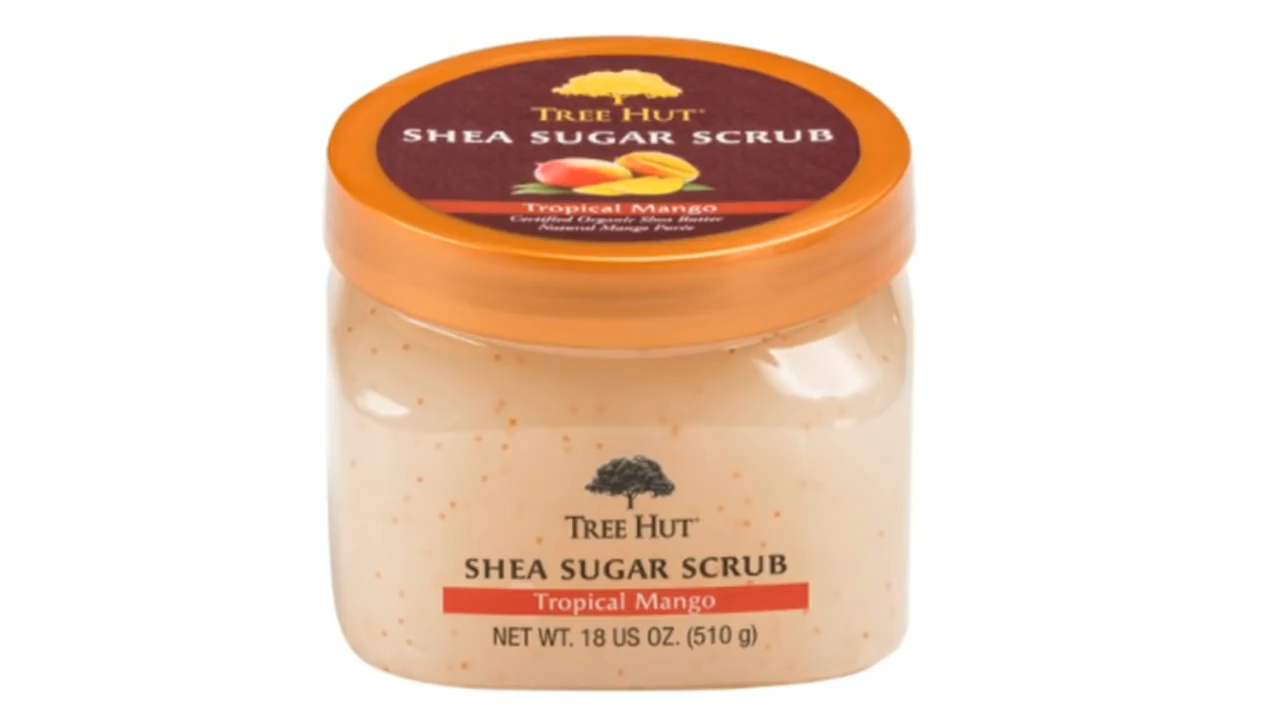 TREE HUT
SHEA SUGAR SCRUB
Tropical Mango
Certified Organic Shea Butter
Natural Mango Purée
TREE HUT
SHEA SUGAR SCRUB
Tropical Mango
NET WT. 18 US OZ. (510 g)